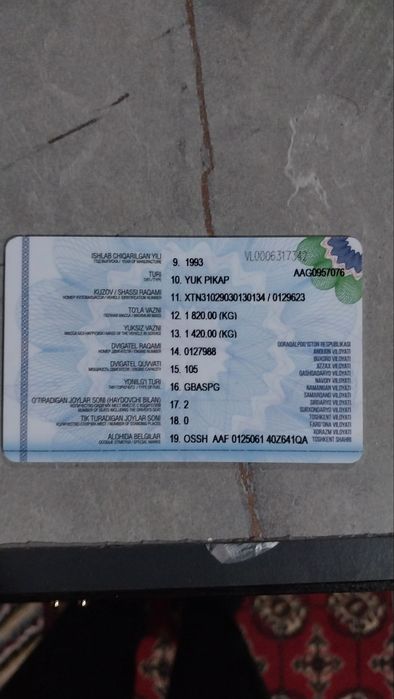 VL0006317342
AAG0957076
ISHLAB CHIQARILGAN YILI 9. 1993
TURI 10. YUK PIKAP
KUZOV / SHASSI RAQAMI 11. XTN31029030130134 / 0129623
TO'LA VAZNI 12. 1 820.00 (KG)
YUKSIZ VAZNI 13. 1 420.00 (KG)
DVIGATEL RAQAMI 14. 0127988
DVIGATEL QUVVATI 15. 105
YONILG'I TURI 16. GBASPG
O'TIRADIGAN JOYLAR SONI (HAYDOVCHI BILAN) 17. 2
TIK TURADIGAN JOYLAR SONI 18. 0
ALOHIDA BELGILAR 19. OSSH AAF 0125061 40Z641QA
QORAQALPOG'ISTON RESPUBLIKASI
ANDIJON VILOYATI
BUXORO VILOYATI
JIZZAX VILOYATI
QASHQADARYO VILOYATI
NAVOIY VILOYATI
NAMANGAN VILOYATI
SAMARQAND VILOYATI
SIRDARYO VILOYATI
SURXONDARYO VILOYATI
TOSHKENT VILOYATI
FARG'ONA VILOYATI
XORAZM VILOYATI
TOSHKENT SHAHRI